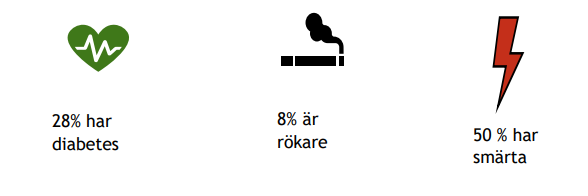 28% har
diabetes
8% är
rökare
50 % har
smärta